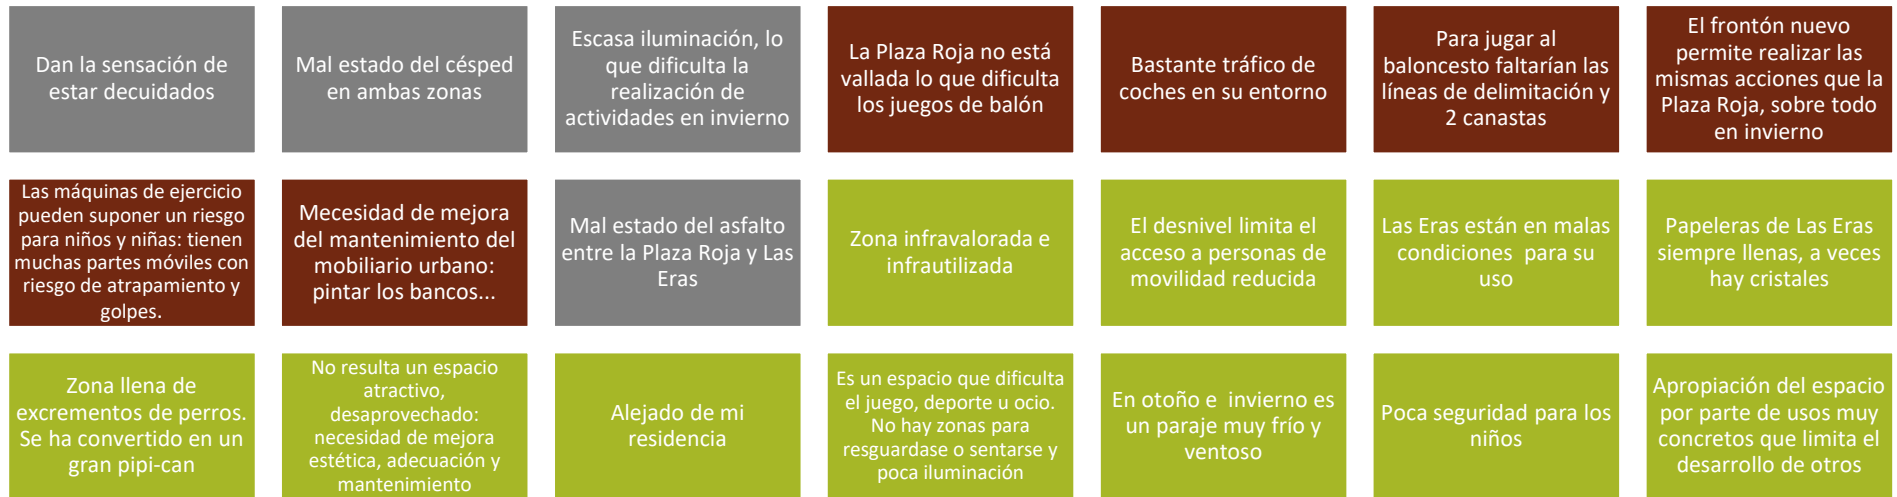 Dan la sensación de
estar decuidados
Mal estado del césped
en ambas zonas
Escasa iluminación, lo
que dificulta la
realización de
actividades en invierno
La Plaza Roja no está
vallada lo que dificulta
los juegos de balón
Bastante tráfico de
coches en su entorno
Para jugar al
baloncesto faltarían las
líneas de delimitación y
2 canastas
El frontón nuevo
permite realizar las
mismas acciones que la
Plaza Roja, sobre todo
en invierno
Las máquinas de ejercicio
pueden suponer un riesgo
para niños y niñas: tienen
muchas partes móviles con
riesgo de atrapamiento y
golpes.
Mecesidad de mejora
del mantenimiento del
mobiliario urbano:
pintar los bancos...
Mal estado del asfalto
entre la Plaza Roja y Las
Eras
Zona infravalorada e
infrautilizada
El desnivel limita el
acceso a personas de
movilidad reducida
Las Eras están en malas
condiciones para su
uso
Papeleras de Las Eras
siempre llenas, a veces
hay cristales
Zona llena de
excrementos de perros.
Se ha convertido en un
gran pipi-can
No resulta un espacio
atractivo,
desaprovechado:
necesidad de mejora
estética, adecuación y
mantenimiento
Alejado de mi
residencia
Es un espacio que dificulta
el juego, deporte u ocio.
No hay zonas para
resguardase o sentarse y
poca iluminación
En otoño e invierno es
un paraje muy frío y
ventoso
Poca seguridad para los
niños
Apropiación del espacio
por parte de usos muy
concretos que limita el
desarrollo de otros